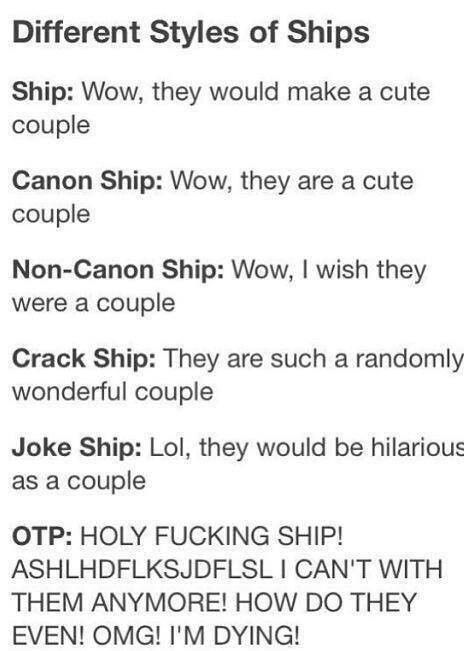 Different Styles of Ships
Ship: Wow, they would make a cute
couple
Canon Ship: Wow, they are a cute
couple
Non-Canon Ship: Wow, I wish they
were a couple
Crack Ship: They are such a randomly
wonderful couple
Joke Ship: Lol, they would be hilarious
as a couple
OTP: HOLY FUCKING SHIP!
ASHLHDFLKSJDFLSL I CAN'T WITH
THEM ANYMORE! HOW DO THEY
EVEN! OMG! I'M DYING!